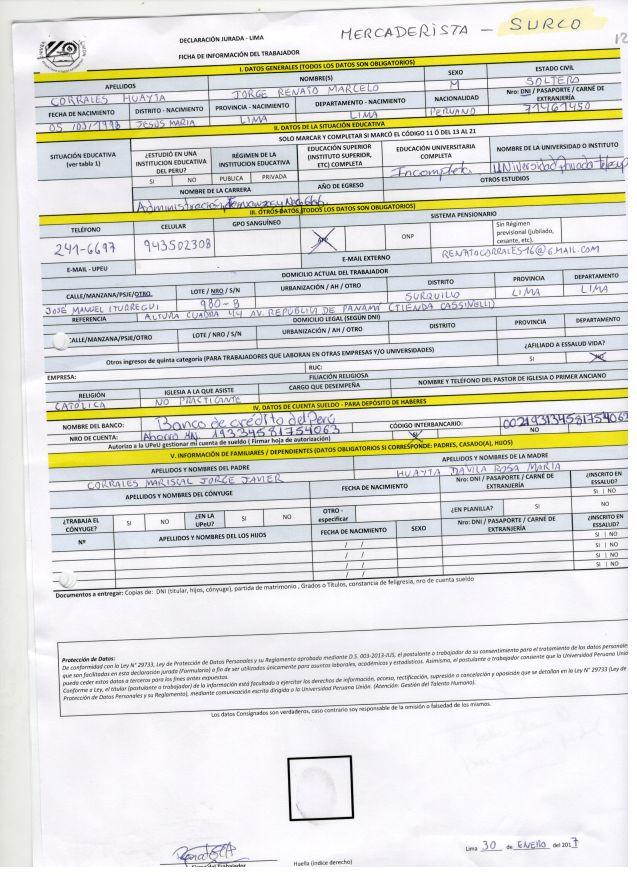 MERCADERISTA - SURCO
12
DECLARACIÓN JURADA - LIMA
FICHA DE INFORMACIÓN DEL TRABAJADOR
I. DATOS GENERALES (TODOS LOS DATOS SON OBLIGATORIOS)
APELLIDOS NOMBRE(S) SEXO ESTADO CIVIL
CORRALES HUAYTA JORGE RENATO MARCELO M SOLTERO
FECHA DE NACIMIENTO DISTRITO - NACIMIENTO PROVINCIA - NACIMIENTO DEPARTAMENTO - NACIMIENTO NACIONALIDAD Nro: DNI / PASAPORTE / CARNÉ DE EXTRANJERÍA
05 /03/1998 JESUS MARIA LIMA LIMA PERUANO 71461450
II. DATOS DE LA SITUACIÓN EDUCATIVA
SOLO MARCAR Y COMPLETAR SI MARCÓ EL CÓDIGO 11 Ó DEL 13 AL 21
SITUACIÓN EDUCATIVA (ver tabla 1) ¿ESTUDIÓ EN UNA INSTITUCION EDUCATIVA DEL PERU? RÉGIMEN DE LA INSTITUCION EDUCATIVA EDUCACIÓN SUPERIOR (INSTITUTO SUPERIOR, ETC) COMPLETA EDUCACIÓN UNIVERSITARIA COMPLETA NOMBRE DE LA UNIVERSIDAD O INSTITUTO
SI NO PUBLICA PRIVADA Incompleta Universidad Privada
NOMBRE DE LA CARRERA AÑO DE EGRESO OTROS ESTUDIOS
Administración
III. OTROS DATOS (TODOS LOS DATOS SON OBLIGATORIOS)
TELÉFONO CELULAR GPO SANGUÍNEO SISTEMA PENSIONARIO
241-6697 943502308 ONP Sin Régimen previsional (jubilado, cesante, etc).
E-MAIL - UPEU E-MAIL EXTERNO RENATOCORRALES16@GMAIL.COM
DOMICILIO ACTUAL DEL TRABAJADOR
CALLE/MANZANA/PSJE/OTRO LOTE / NRO / S/N URBANIZACIÓN / AH / OTRO DISTRITO PROVINCIA DEPARTAMENTO
JOSÉ MANUEL ITURREGUI 980-B SURQUILLO LIMA LIMA
REFERENCIA ALTURA CUADRA 44 AV. REPUBLICA DE PANAMÁ (TIENDA CASSINELLI)
DOMICILIO LEGAL (SEGÚN DNI)
CALLE/MANZANA/PSJE/OTRO LOTE / NRO / S/N URBANIZACIÓN / AH / OTRO DISTRITO PROVINCIA DEPARTAMENTO
Otros ingresos de quinta categoría (PARA TRABAJADORES QUE LABORAN EN OTRAS EMPRESAS Y/O UNIVERSIDADES) ¿AFILIADO A ESSALUD VIDA?
EMPRESA: RUC: SI
FILIACIÓN RELIGIOSA
RELIGIÓN IGLESIA A LA QUE ASISTE CARGO QUE DESEMPEÑA NOMBRE Y TELÉFONO DEL PASTOR DE IGLESIA O PRIMER ANCIANO
CATOLICA NO PRACTICANTE
IV. DATOS DE CUENTA SUELDO - PARA DEPÓSITO DE HABERES
NOMBRE DEL BANCO: Banco de crédito del Perú CÓDIGO INTERBANCARIO: 002193134581754063
NRO DE CUENTA: Ahorro MN 19334581754063 NO
Autorizo a la UPeU gestionar mi cuenta de sueldo ( Firmar hoja de autorización)
V. INFORMACIÓN DE FAMILIARES / DEPENDIENTES (DATOS OBLIGATORIOS SI CORRESPONDE: PADRES, CASADO(A), HIJOS)
APELLIDOS Y NOMBRES DEL PADRE APELLIDOS Y NOMBRES DE LA MADRE
CORRALES MARISCAL JORGE JAVIER HUAYTA DAVILA ROSA MARIA
APELLIDOS Y NOMBRES DEL CÓNYUGE FECHA DE NACIMIENTO Nro: DNI / PASAPORTE / CARNÉ DE EXTRANJERÍA ¿INSCRITO EN ESSALUD?
SI NO
¿TRABAJA EL CÓNYUGE? SI NO ¿EN LA UPeU? SI NO OTRO - especificar ¿EN PLANILLA? SI NO
Nº APELLIDOS Y NOMBRES DEL LOS HIJOS FECHA DE NACIMIENTO SEXO Nro: DNI / PASAPORTE / CARNÉ DE EXTRANJERÍA ¿INSCRITO EN ESSALUD?
/ / SI NO
/ / SI NO
/ / SI NO
/ / SI NO
Documentos a entregar: Copias de: DNI (titular, hijos, cónyuge), partida de matrimonio , Grados o Títulos, constancia de feligresía, nro de cuenta sueldo
Protección de Datos:
De conformidad con la Ley N° 29733, Ley de Protección de Datos Personales y su Reglamento aprobado mediante D.S. 003-2013-JUS, el postulante o trabajador da su consentimiento para el tratamiento de los datos personales
que son facilitados en esta declaración jurada (Formulario) a fin de ser utilizados únicamente para asuntos laborales, académicos y estadísticos. Asimismo, el postulante o trabajador consiente que la Universidad Peruana Unión
pueda ceder estos datos a terceros para los fines antes expuestos.
Conforme a Ley, el titular (postulante o trabajador) de la información está facultado a ejercitar los derechos de información, acceso, rectificación, supresión o cancelación y oposición que se detallan en la Ley N° 29733 (Ley de
Protección de Datos Personales y su Reglamento), mediante comunicación escrita dirigida a la Universidad Peruana Unión. (Atención: Gestión del Talento Humano).
Los datos Consignados son verdaderos, caso contrario soy responsable de la omisión o falsedad de los mismos.
Lima 30 de ENERO del 2017
Firma del Trabajador
Huella (índice derecho)